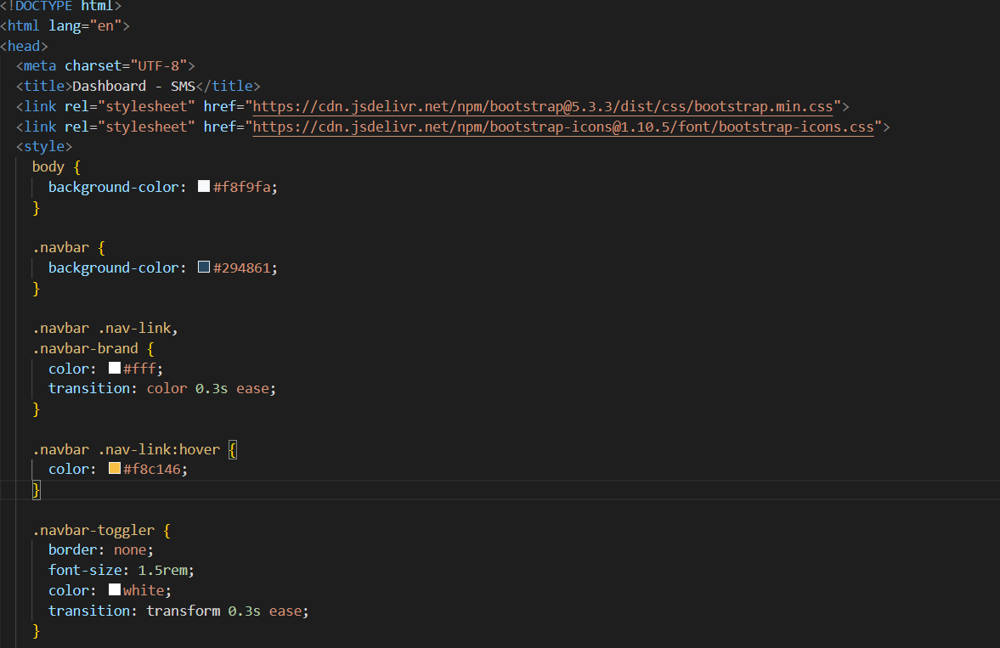 <!DOCTYPE html>
<html lang="en">
<head>
  <meta charset="UTF-8">
  <title>Dashboard - SMS</title>
  <link rel="stylesheet" href="https://cdn.jsdelivr.net/npm/bootstrap@5.3.3/dist/css/bootstrap.min.css">
  <link rel="stylesheet" href="https://cdn.jsdelivr.net/npm/bootstrap-icons@1.10.5/font/bootstrap-icons.css">
  <style>
    body {
      background-color: #f8f9fa;
    }

    .navbar {
      background-color: #294861;
    }

    .navbar .nav-link,
    .navbar-brand {
      color: #fff;
      transition: color 0.3s ease;
    }

    .navbar .nav-link:hover {
      color: #f8c146;
    }

    .navbar-toggler {
      border: none;
      font-size: 1.5rem;
      color: white;
      transition: transform 0.3s ease;
    }